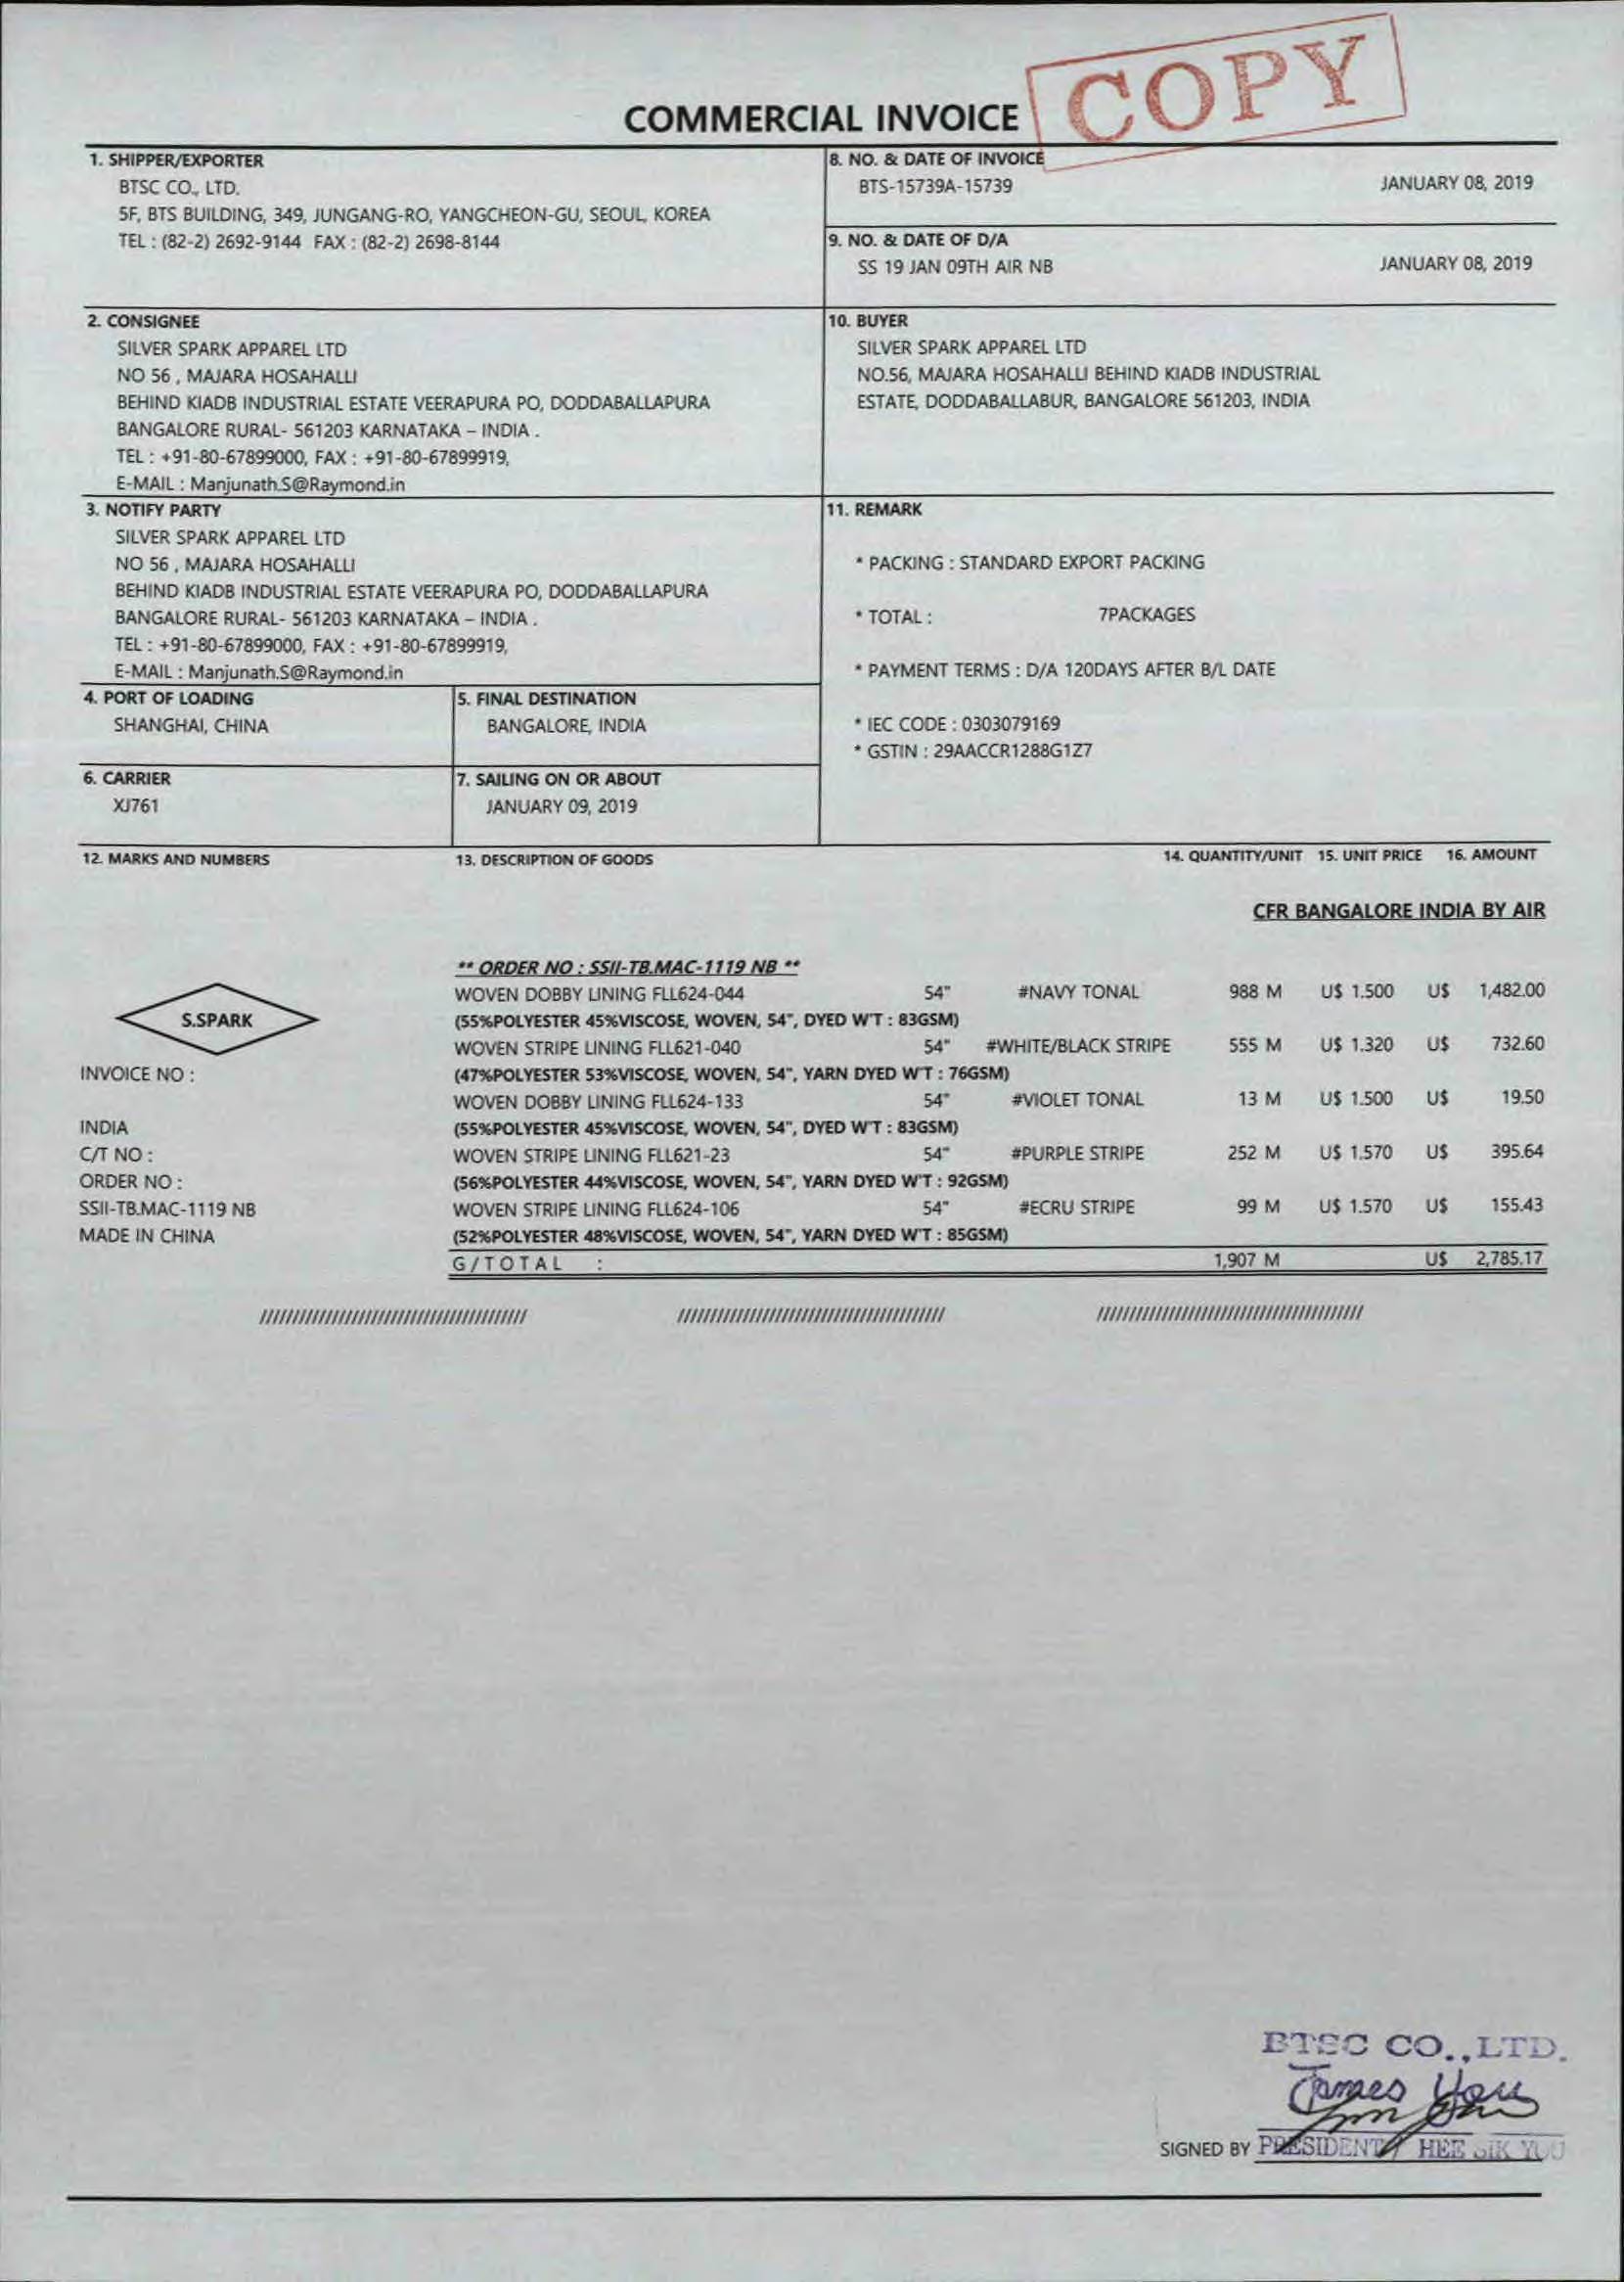 COPY
COMMERCIAL INVOICE
1. SHIPPER/EXPORTER
BTSC CO., LTD.
5F, BTS BUILDING, 349, JUNGANG-RO, YANGCHEON-GU, SEOUL, KOREA
TEL : (82-2) 2692-9144 FAX : (82-2) 2698-8144
8. NO. & DATE OF INVOICE
BTS-15739A-15739 JANUARY 08, 2019
9. NO. & DATE OF D/A
SS 19 JAN 09TH AIR NB JANUARY 08, 2019
2. CONSIGNEE
SILVER SPARK APPAREL LTD
NO 56 , MAJARA HOSAHALLI
BEHIND KIADB INDUSTRIAL ESTATE VEERAPURA PO, DODDABALLAPURA
BANGALORE RURAL- 561203 KARNATAKA – INDIA .
TEL : +91-80-67899000, FAX : +91-80-67899919,
E-MAIL : Manjunath.S@Raymond.in
10. BUYER
SILVER SPARK APPAREL LTD
NO.56, MAJARA HOSAHALLI BEHIND KIADB INDUSTRIAL
ESTATE, DODDABALLABUR, BANGALORE 561203, INDIA
3. NOTIFY PARTY
SILVER SPARK APPAREL LTD
NO 56 , MAJARA HOSAHALLI
BEHIND KIADB INDUSTRIAL ESTATE VEERAPURA PO, DODDABALLAPURA
BANGALORE RURAL- 561203 KARNATAKA – INDIA .
TEL : +91-80-67899000, FAX : +91-80-67899919,
E-MAIL : Manjunath.S@Raymond.in
11. REMARK
* PACKING : STANDARD EXPORT PACKING
* TOTAL : 7PACKAGES
* PAYMENT TERMS : D/A 120DAYS AFTER B/L DATE
* IEC CODE : 0303079169
* GSTIN : 29AACCR1288G1Z7
4. PORT OF LOADING
SHANGHAI, CHINA
5. FINAL DESTINATION
BANGALORE, INDIA
6. CARRIER
XJ761
7. SAILING ON OR ABOUT
JANUARY 09, 2019
12. MARKS AND NUMBERS 13. DESCRIPTION OF GOODS 14. QUANTITY/UNIT 15. UNIT PRICE 16. AMOUNT
CFR BANGALORE INDIA BY AIR
S.SPARK
INVOICE NO :
INDIA
C/T NO :
ORDER NO :
SSII-TB.MAC-1119 NB
MADE IN CHINA
** ORDER NO : SSII-TB.MAC-1119 NB **
WOVEN DOBBY LINING FLL624-044 54" #NAVY TONAL 988 M U$ 1.500 U$ 1,482.00
(55%POLYESTER 45%VISCOSE, WOVEN, 54", DYED W'T : 83GSM)
WOVEN STRIPE LINING FLL621-040 54" #WHITE/BLACK STRIPE 555 M U$ 1.320 U$ 732.60
(47%POLYESTER 53%VISCOSE, WOVEN, 54", YARN DYED W'T : 76GSM)
WOVEN DOBBY LINING FLL624-133 54" #VIOLET TONAL 13 M U$ 1.500 U$ 19.50
(55%POLYESTER 45%VISCOSE, WOVEN, 54", DYED W'T : 83GSM)
WOVEN STRIPE LINING FLL621-23 54" #PURPLE STRIPE 252 M U$ 1.570 U$ 395.64
(56%POLYESTER 44%VISCOSE, WOVEN, 54", YARN DYED W'T : 92GSM)
WOVEN STRIPE LINING FLL624-106 54" #ECRU STRIPE 99 M U$ 1.570 U$ 155.43
(52%POLYESTER 48%VISCOSE, WOVEN, 54", YARN DYED W'T : 85GSM)
G/TOTAL : 1,907 M U$ 2,785.17
BTSC CO.,LTD.
James You
SIGNED BY PRESIDENT HEE SIK YOU